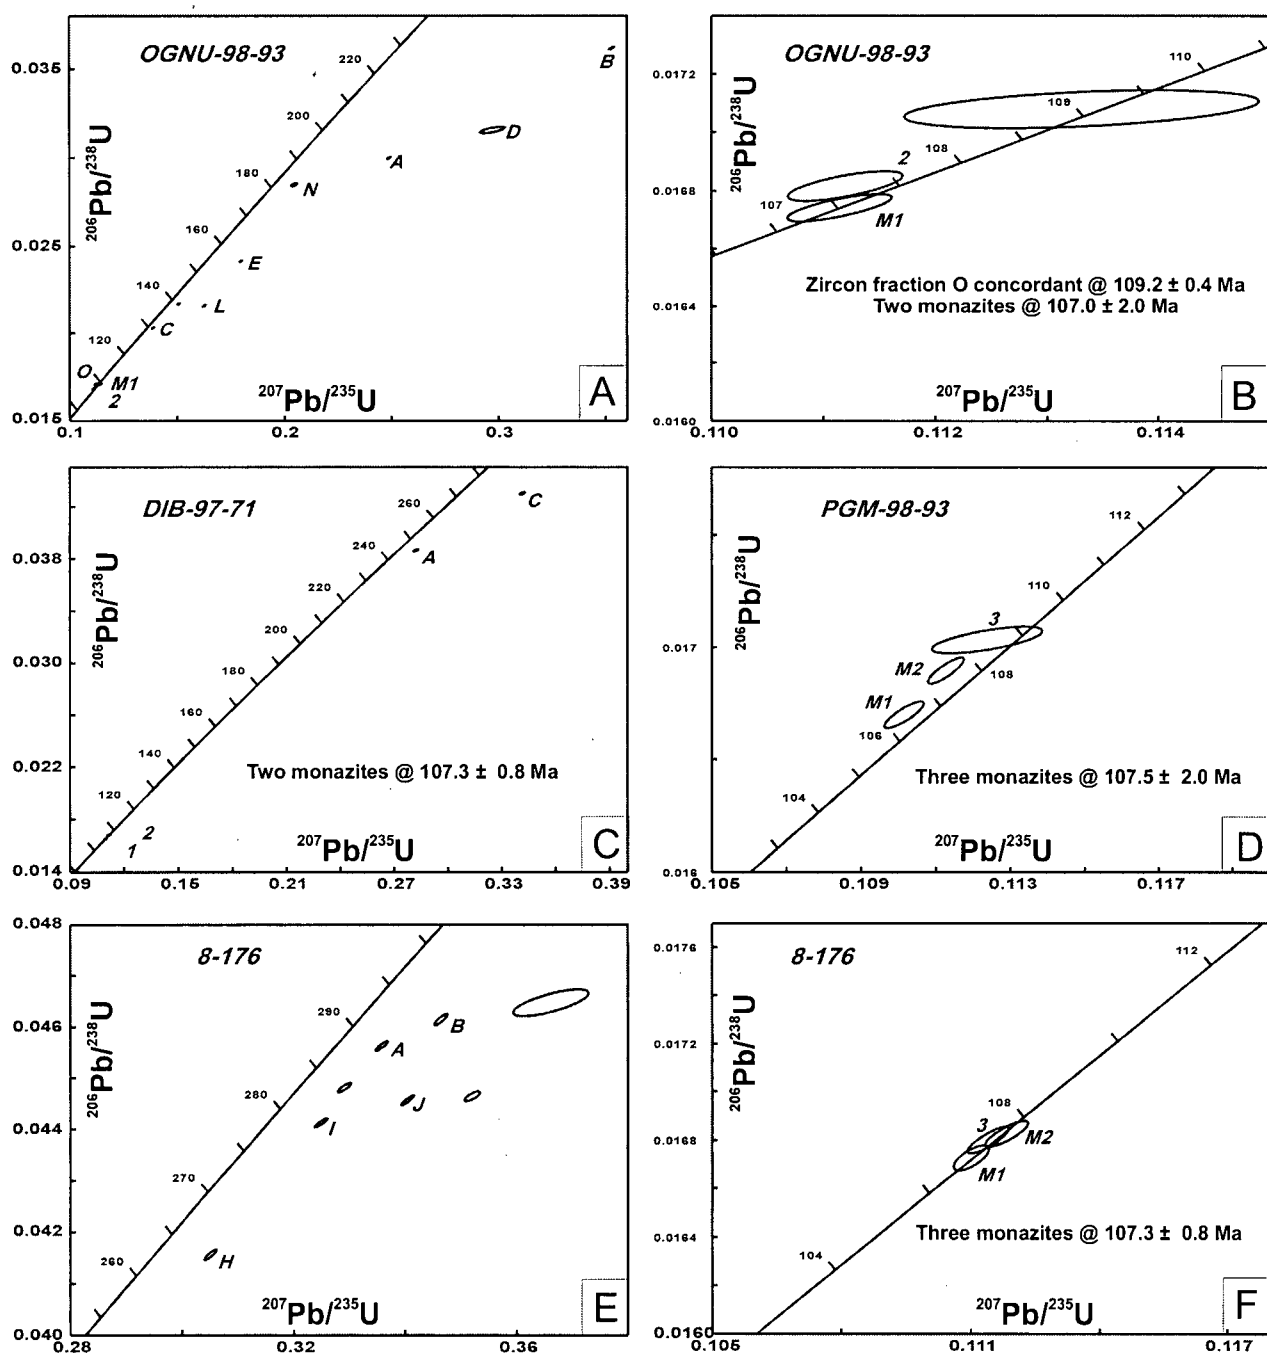 OGNU-98-93
0.035
0.025
0.015
206Pb/238U
220
200
180
160
140
120
B
D
A
N
E
L
C
O
M1
2
0.1
0.2
0.3
207Pb/235U
A
OGNU-98-93
0.0172
0.0168
0.0164
0.0160
206Pb/238U
110
109
108
107
2
M1
Zircon fraction O concordant @ 109.2 ± 0.4 Ma
Two monazites @ 107.0 ± 2.0 Ma
207Pb/235U
0.110
0.112
0.114
B
DIB-97-71
0.038
0.030
0.022
0.014
206Pb/238U
260
240
220
200
180
160
140
120
C
A
2
1
Two monazites @ 107.3 ± 0.8 Ma
207Pb/235U
0.09
0.16
0.21
0.27
0.33
0.39
C
PGM-98-93
0.017
0.016
206Pb/238U
112
110
108
106
104
3
M2
M1
Three monazites @ 107.5 ± 2.0 Ma
207Pb/235U
0.105
0.109
0.113
0.117
D
8-176
0.048
0.046
0.044
0.042
0.040
206Pb/238U
290
280
270
260
B
A
J
I
H
207Pb/235U
0.28
0.32
0.36
E
8-176
0.0176
0.0172
0.0168
0.0164
0.0160
206Pb/238U
112
108
104
3
M2
M1
Three monazites @ 107.3 ± 0.8 Ma
207Pb/235U
0.105
0.111
0.117
F